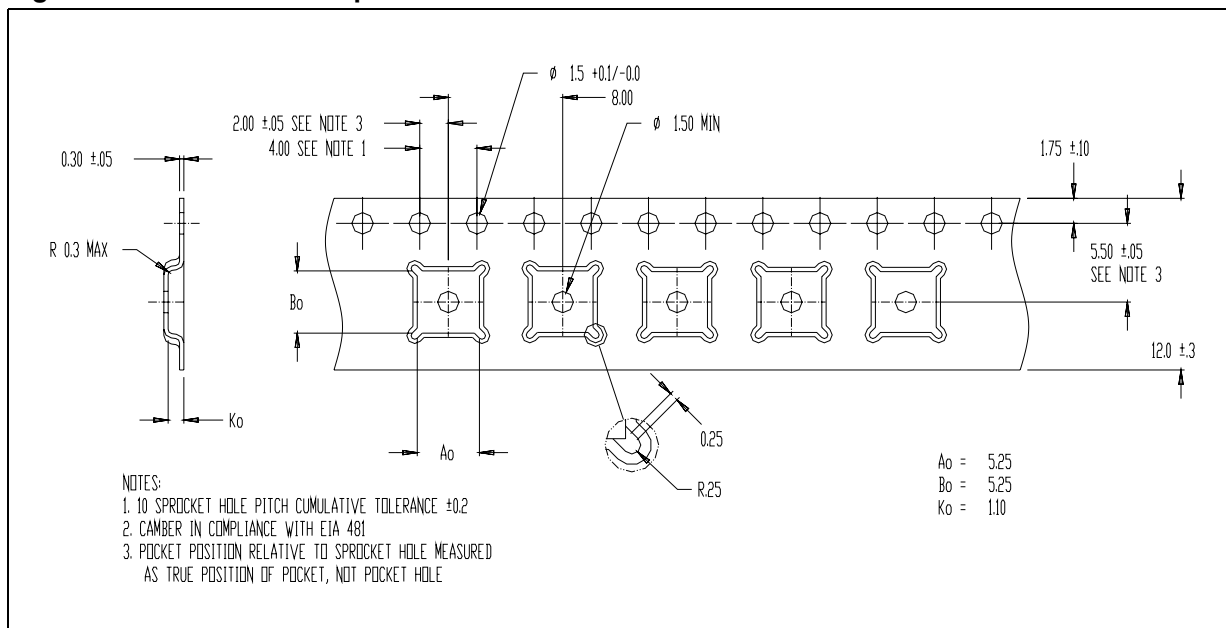 ø 1.5 +0.1/-0.0
8.00
2.00 ±.05 SEE NOTE 3
ø 1.50 MIN
4.00 SEE NOTE 1
1.75 ±.10
0.30 ±.05
R 0.3 MAX
5.50 ±.05
SEE NOTE 3
Bo
12.0 ±.3
Ko
0.25
Ao
R.25
Ao = 5.25
Bo = 5.25
Ko = 1.10
NOTES:
1. 10 SPROCKET HOLE PITCH CUMULATIVE TOLERANCE ±0.2
2. CAMBER IN COMPLIANCE WITH EIA 481
3. POCKET POSITION RELATIVE TO SPROCKET HOLE MEASURED
AS TRUE POSITION OF POCKET, NOT POCKET HOLE